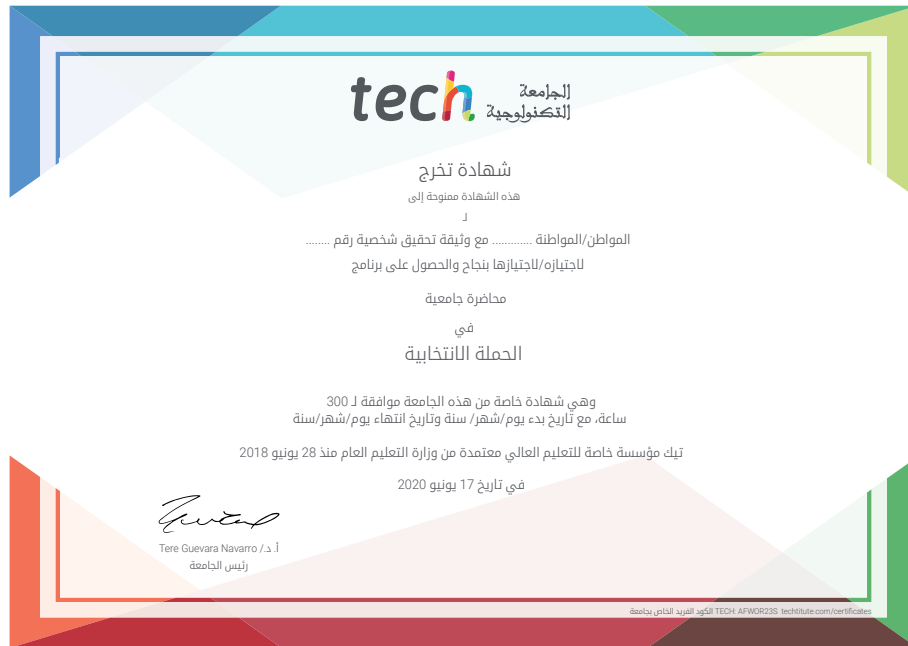 tech الجامعة
التكنولوجية
شهادة تخرج
هذه الشهادة ممنوحة إلى
لـ
المواطن/المواطنة ............ مع وثيقة تحقيق شخصية رقم ........
لاجتيازه/لاجتيازها بنجاح والحصول على برنامج
محاضرة جامعية
في
الحملة الانتخابية
وهي شهادة خاصة من هذه الجامعة موافقة لـ 300
ساعة، مع تاريخ بدء يوم/شهر/ سنة وتاريخ انتهاء يوم/شهر/سنة
تيك مؤسسة خاصة للتعليم العالي معتمدة من وزارة التعليم العام منذ 28 يونيو 2018
في تاريخ 17 يونيو 2020
أ. د./ Tere Guevara Navarro
رئيس الجامعة
الكود الفريد الخاص بجامعة TECH: AFWOR23S techtitute.com/certificates